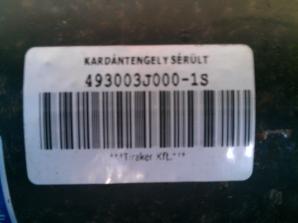 KARDÁNTENGELY SÉRÜLT
493003J000-1S
***Tiraker Kft.***